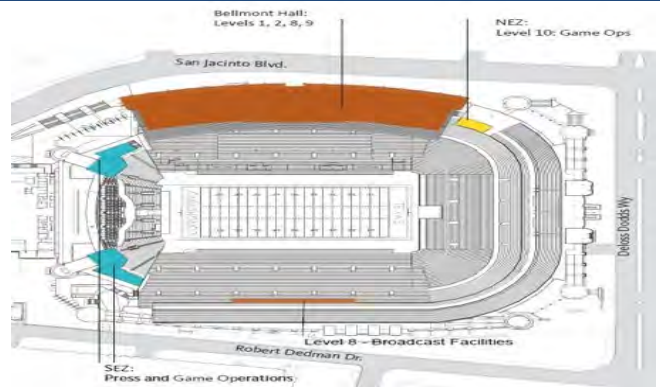 Bellmont Hall:
Levels 1, 2, 8, 9
NEZ:
Level 10: Game Ops
San Jacinto Blvd.
Deloss Dodds Wy
Level 8 - Broadcast Facilities
Robert Dedman Dr.
SEZ:
Press and Game Operations